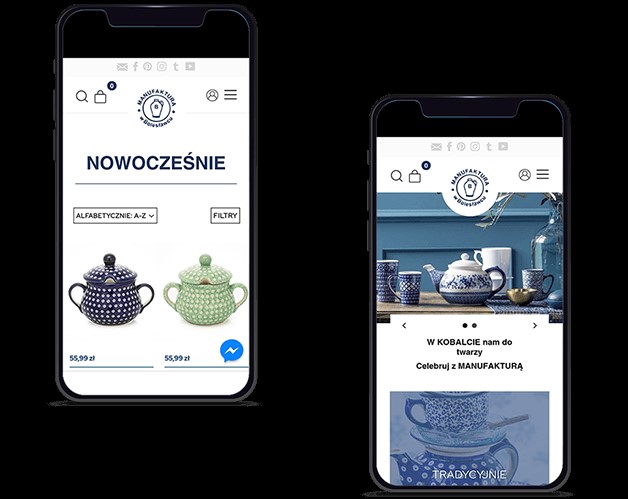 0
MANUFAKTURA
w Bolesławcu
NOWOCZEŚNIE
ALFABETYCZNIE: A-Z
FILTRY
55,99 zł
55,99 zł
0
MANUFAKTURA
w Bolesławcu
W KOBALCIE nam do
twarzy
Celebruj z MANUFAKTURĄ
TRADYCYJNIE